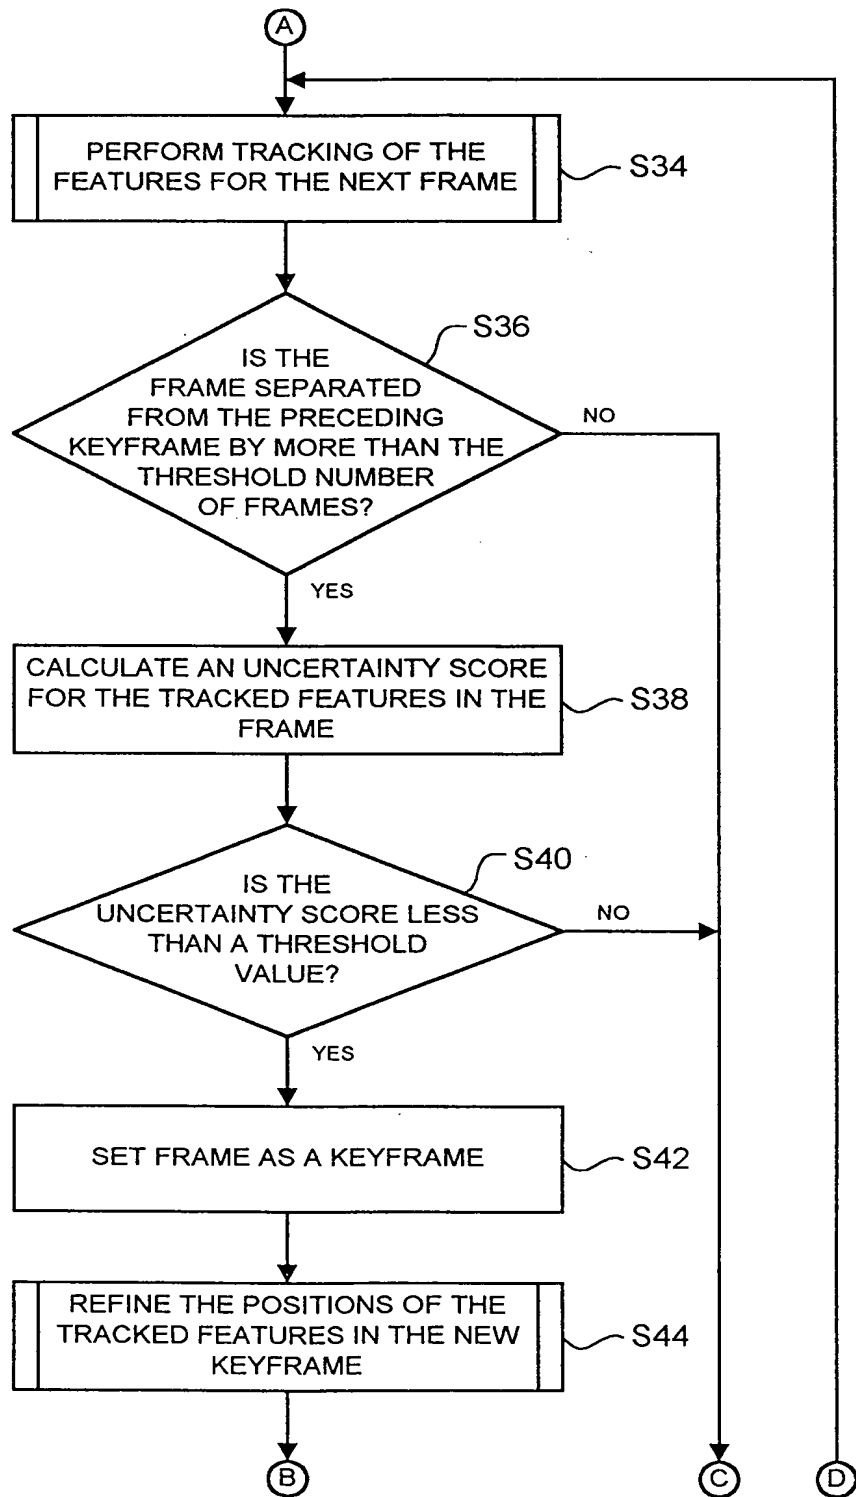 A
PERFORM TRACKING OF THE
FEATURES FOR THE NEXT FRAME
S34
S36
IS THE
FRAME SEPARATED
FROM THE PRECEDING
KEYFRAME BY MORE THAN THE
THRESHOLD NUMBER
OF FRAMES?
NO
YES
CALCULATE AN UNCERTAINTY SCORE
FOR THE TRACKED FEATURES IN THE
FRAME
S38
S40
IS THE
UNCERTAINTY SCORE LESS
THAN A THRESHOLD
VALUE?
NO
YES
SET FRAME AS A KEYFRAME
S42
REFINE THE POSITIONS OF THE
TRACKED FEATURES IN THE NEW
KEYFRAME
S44
B
C
D